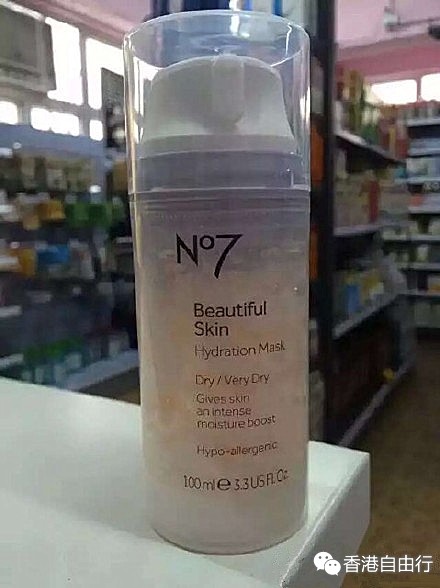 No7
Beautiful
Skin
Hydration Mask
Dry / Very Dry
Gives skin
an intense
moisture boost
Hypo-allergenic
100ml ℮ 3.3 US Fl. Oz
香港自由行